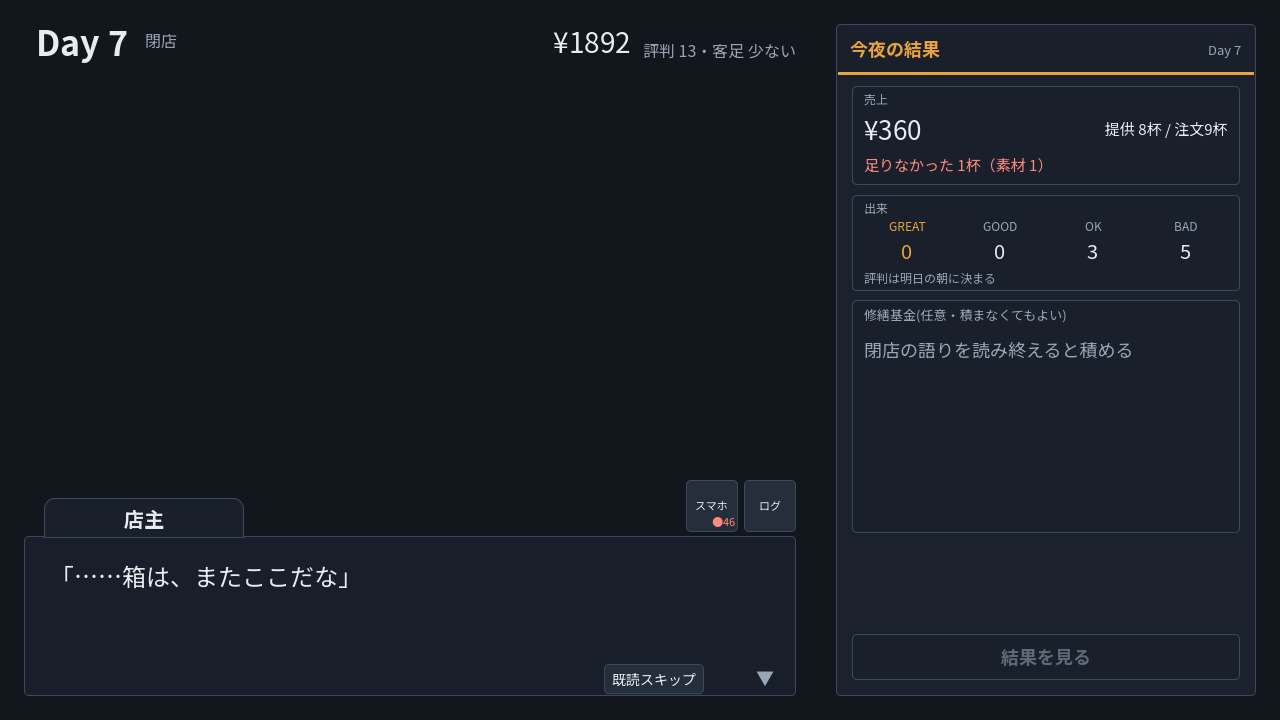 Day 7 閉店
¥1892 評判 13・客足 少ない
今夜の結果 Day 7
売上
¥360 提供 8杯 / 注文9杯
足りなかった 1杯（素材 1）
出来
GREAT GOOD OK BAD
0 0 3 5
評判は明日の朝に決まる
修繕基金(任意・積まなくてもよい)
閉店の語りを読み終えると積める
結果を見る
スマホ ログ
46
店主
「……箱は、またここだな」
既読スキップ ▼